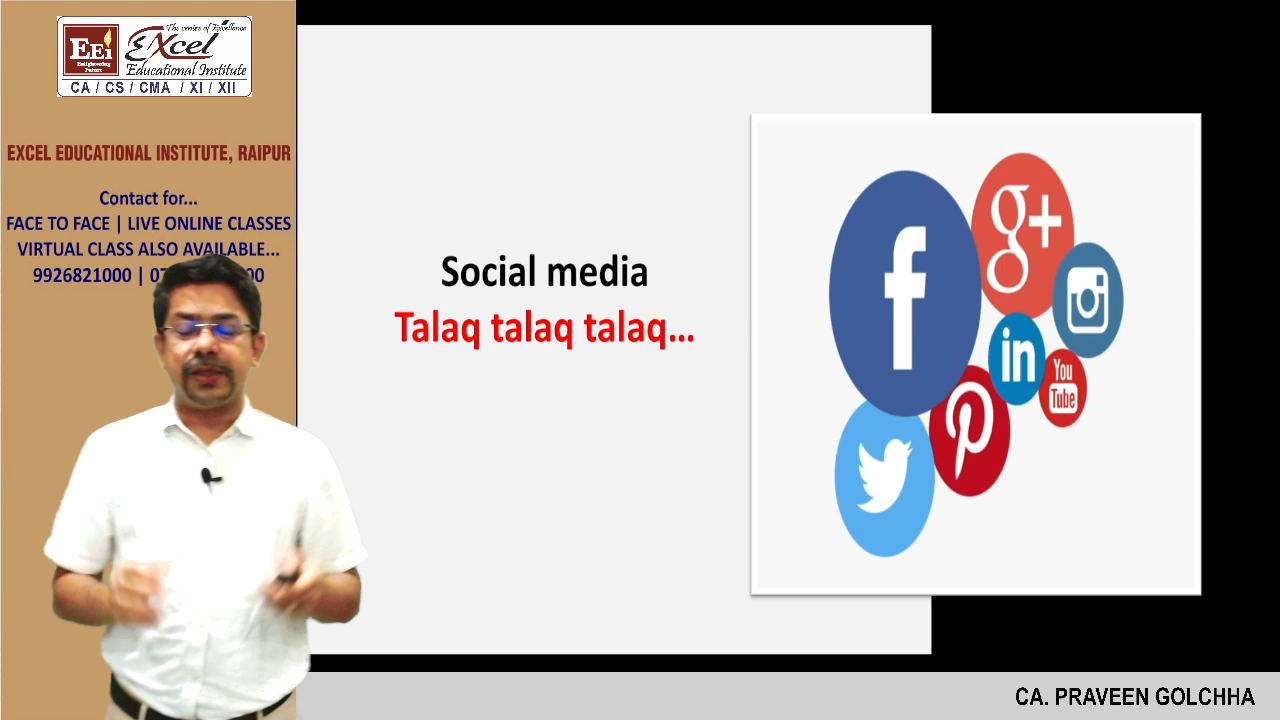 The centre of Excellence
EEi
Enlightening
Future
Excel
Educational Institute
CA / CS / CMA / XI / XII
EXCEL EDUCATIONAL INSTITUTE, RAIPUR
Contact for...
FACE TO FACE | LIVE ONLINE CLASSES
VIRTUAL CLASS ALSO AVAILABLE...
9926821000 | 07
00
Social media
Talaq talaq talaq...
f
g+
in
You
Tube
CA. PRAVEEN GOLCHHA